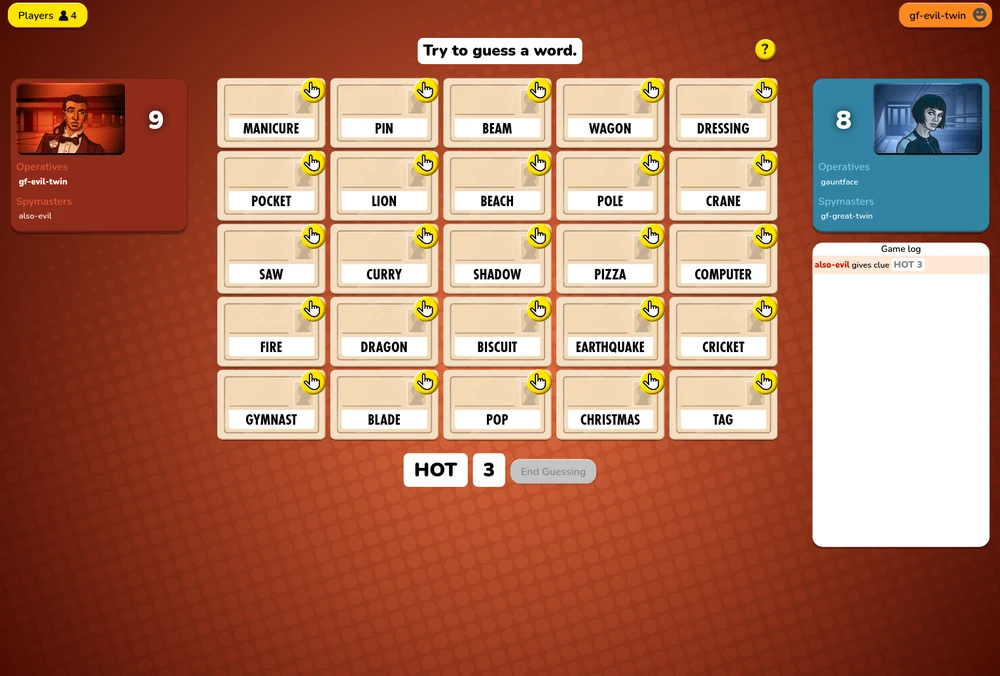 Players 4
gf-evil-twin
Try to guess a word.
?
9
Operatives
gf-evil-twin
Spymasters
also-evil
MANICURE PIN BEAM WAGON DRESSING
POCKET LION BEACH POLE CRANE
SAW CURRY SHADOW PIZZA COMPUTER
FIRE DRAGON BISCUIT EARTHQUAKE CRICKET
GYMNAST BLADE POP CHRISTMAS TAG
HOT 3 End Guessing
8
Operatives
gauntface
Spymasters
gf-great-twin
Game log
also-evil gives clue HOT 3